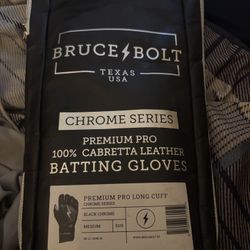 BRUCE BOLT
TEXAS
USA
CHROME SERIES
PREMIUM PRO
100% CABRETTA LEATHER
BATTING GLOVES
PREMIUM PRO LONG CUFF
CHROME SERIES
BLACK CHROME
MEDIUM